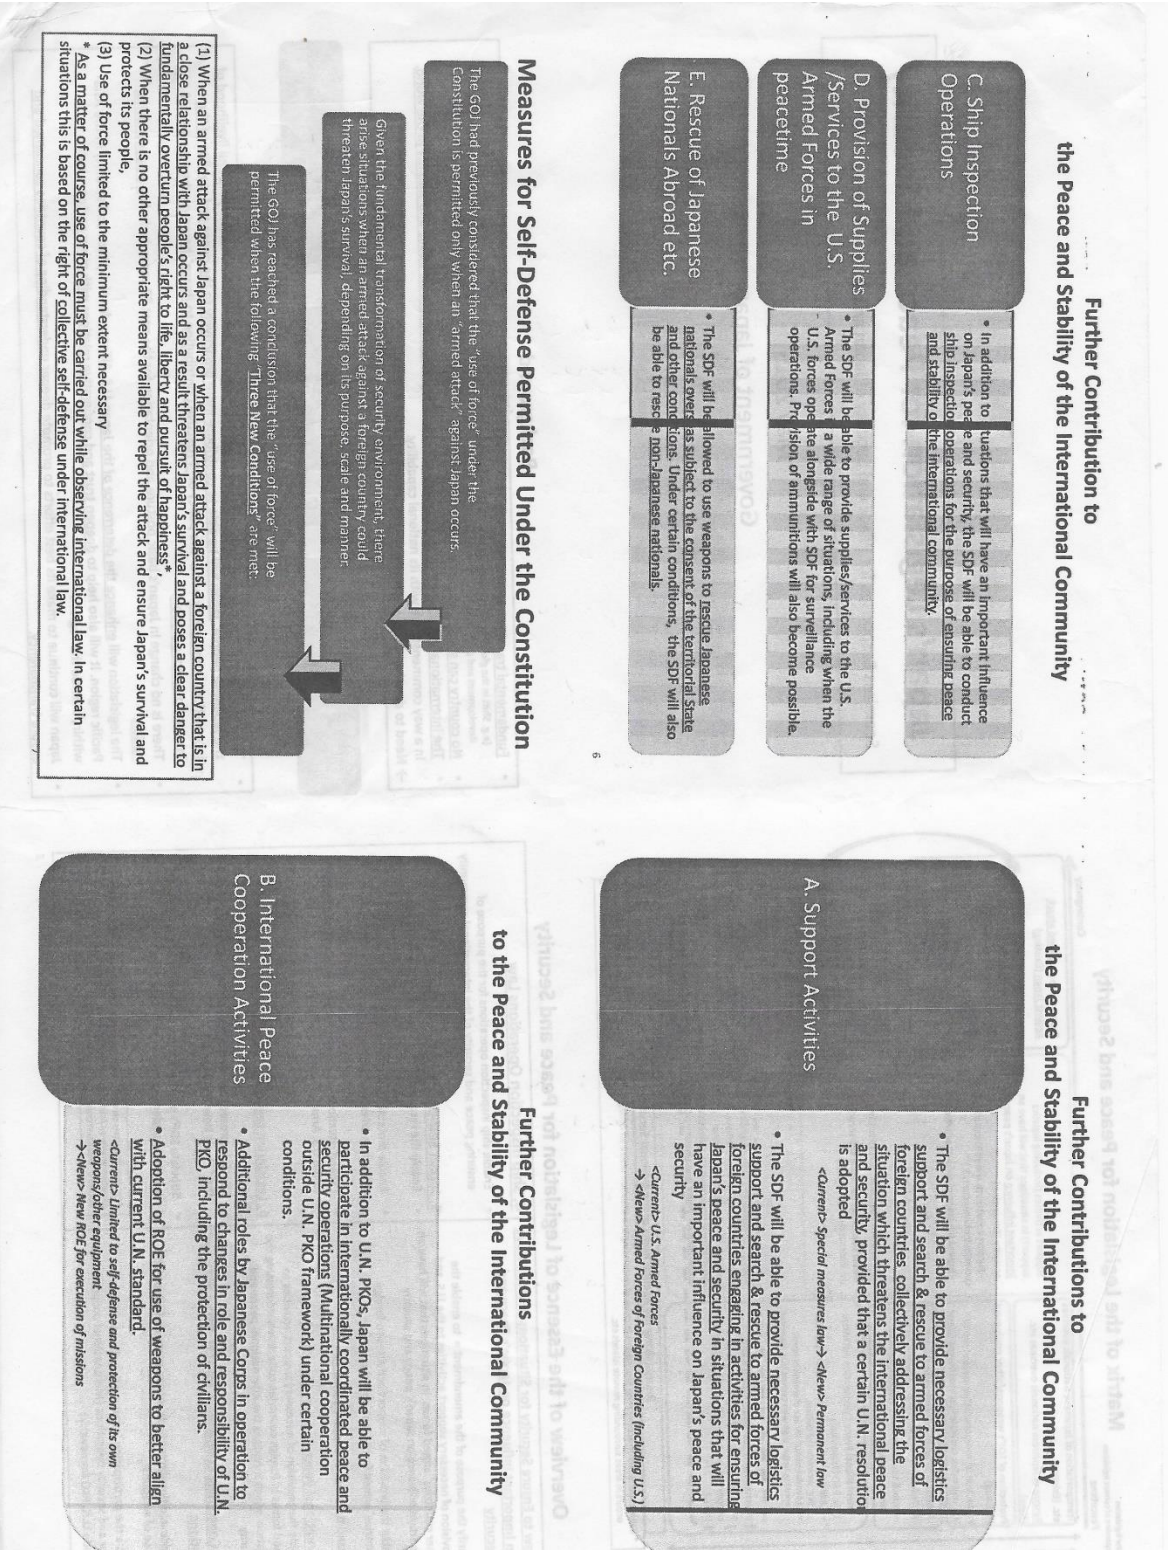 Further Contribution to
the Peace and Stability of the International Community
C. Ship Inspection
Operations
• In addition to tuations that will have an important influence
on Japan's pea e and security, the SDF will be able to conduct
ship inspectio operations for the purpose of ensuring peace
and stability o the international community.
D. Provision of Supplies
/Services to the U.S.
Armed Forces in
peacetime
• The SDF will be able to provide supplies/services to the U.S.
Armed Forces a wide range of situations, including when the
U.S. forces ope ate alongside with SDF for surveillance
operations. Pro vision of ammunitions will also become possible.
E. Rescue of Japanese
Nationals Abroad etc.
• The SDF will be allowed to use weapons to rescue Japanese
nationals overs as subject to the consent of the territorial State
and other conc tions. Under certain conditions, the SDF will also
be able to resc e non-Japanese nationals.
6
Measures for Self-Defense Permitted Under the Constitution
The GOJ had previously considered that the "use of force" under the
Constitution is permitted only when an "armed attack" against Japan occurs.
Given the fundamental transformation of security environment, there
arise situations when an armed attack against a foreign country could
threaten Japan's survival, depending on its purpose, scale and manner.
The GOJ has reached a conclusion that the "use of force" will be
permitted when the following "Three New Conditions" are met:
(1) When an armed attack against Japan occurs or when an armed attack against a foreign country that is in
a close relationship with Japan occurs and as a result threatens Japan's survival and poses a clear danger to
fundamentally overturn people's right to life, liberty and pursuit of happiness*,
(2) When there is no other appropriate means available to repel the attack and ensure Japan's survival and
protects its people,
(3) Use of force limited to the minimum extent necessary
* As a matter of course, use of force must be carried out while observing international law. In certain
situations this is based on the right of collective self-defense under international law.
Further Contributions to
the Peace and Stability of the International Community
A. Support Activities
• The SDF will be able to provide necessary logistics
support and search & rescue to armed forces of
foreign countries collectively addressing the
situation which threatens the international peace
and security, provided that a certain U.N. resolution
is adopted
<Current> Special measures law→ <New> Permanent law
• The SDF will be able to provide necessary logistics
support and search & rescue to armed forces of
foreign countries engaging in activities for ensuring
Japan's peace and security in situations that will
have an important influence on Japan's peace and
security
<Current> U.S. Armed Forces
→ <New> Armed Forces of Foreign Countries (including U.S.)
Further Contributions
to the Peace and Stability of the International Community
B. International Peace
Cooperation Activities
• In addition to U.N. PKOs, Japan will be able to
participate in internationally coordinated peace and
security operations (Multinational cooperation
outside U.N. PKO framework) under certain
conditions.
• Additional roles by Japanese Corps in operation to
respond to changes in role and responsibility of U.N.
PKO, including the protection of civilians.
• Adoption of ROE for use of weapons to better align
with current U.N. standard.
<Current> Limited to self-defense and protection of its own
weapons/other equipment
→<New> New ROE for execution of missions